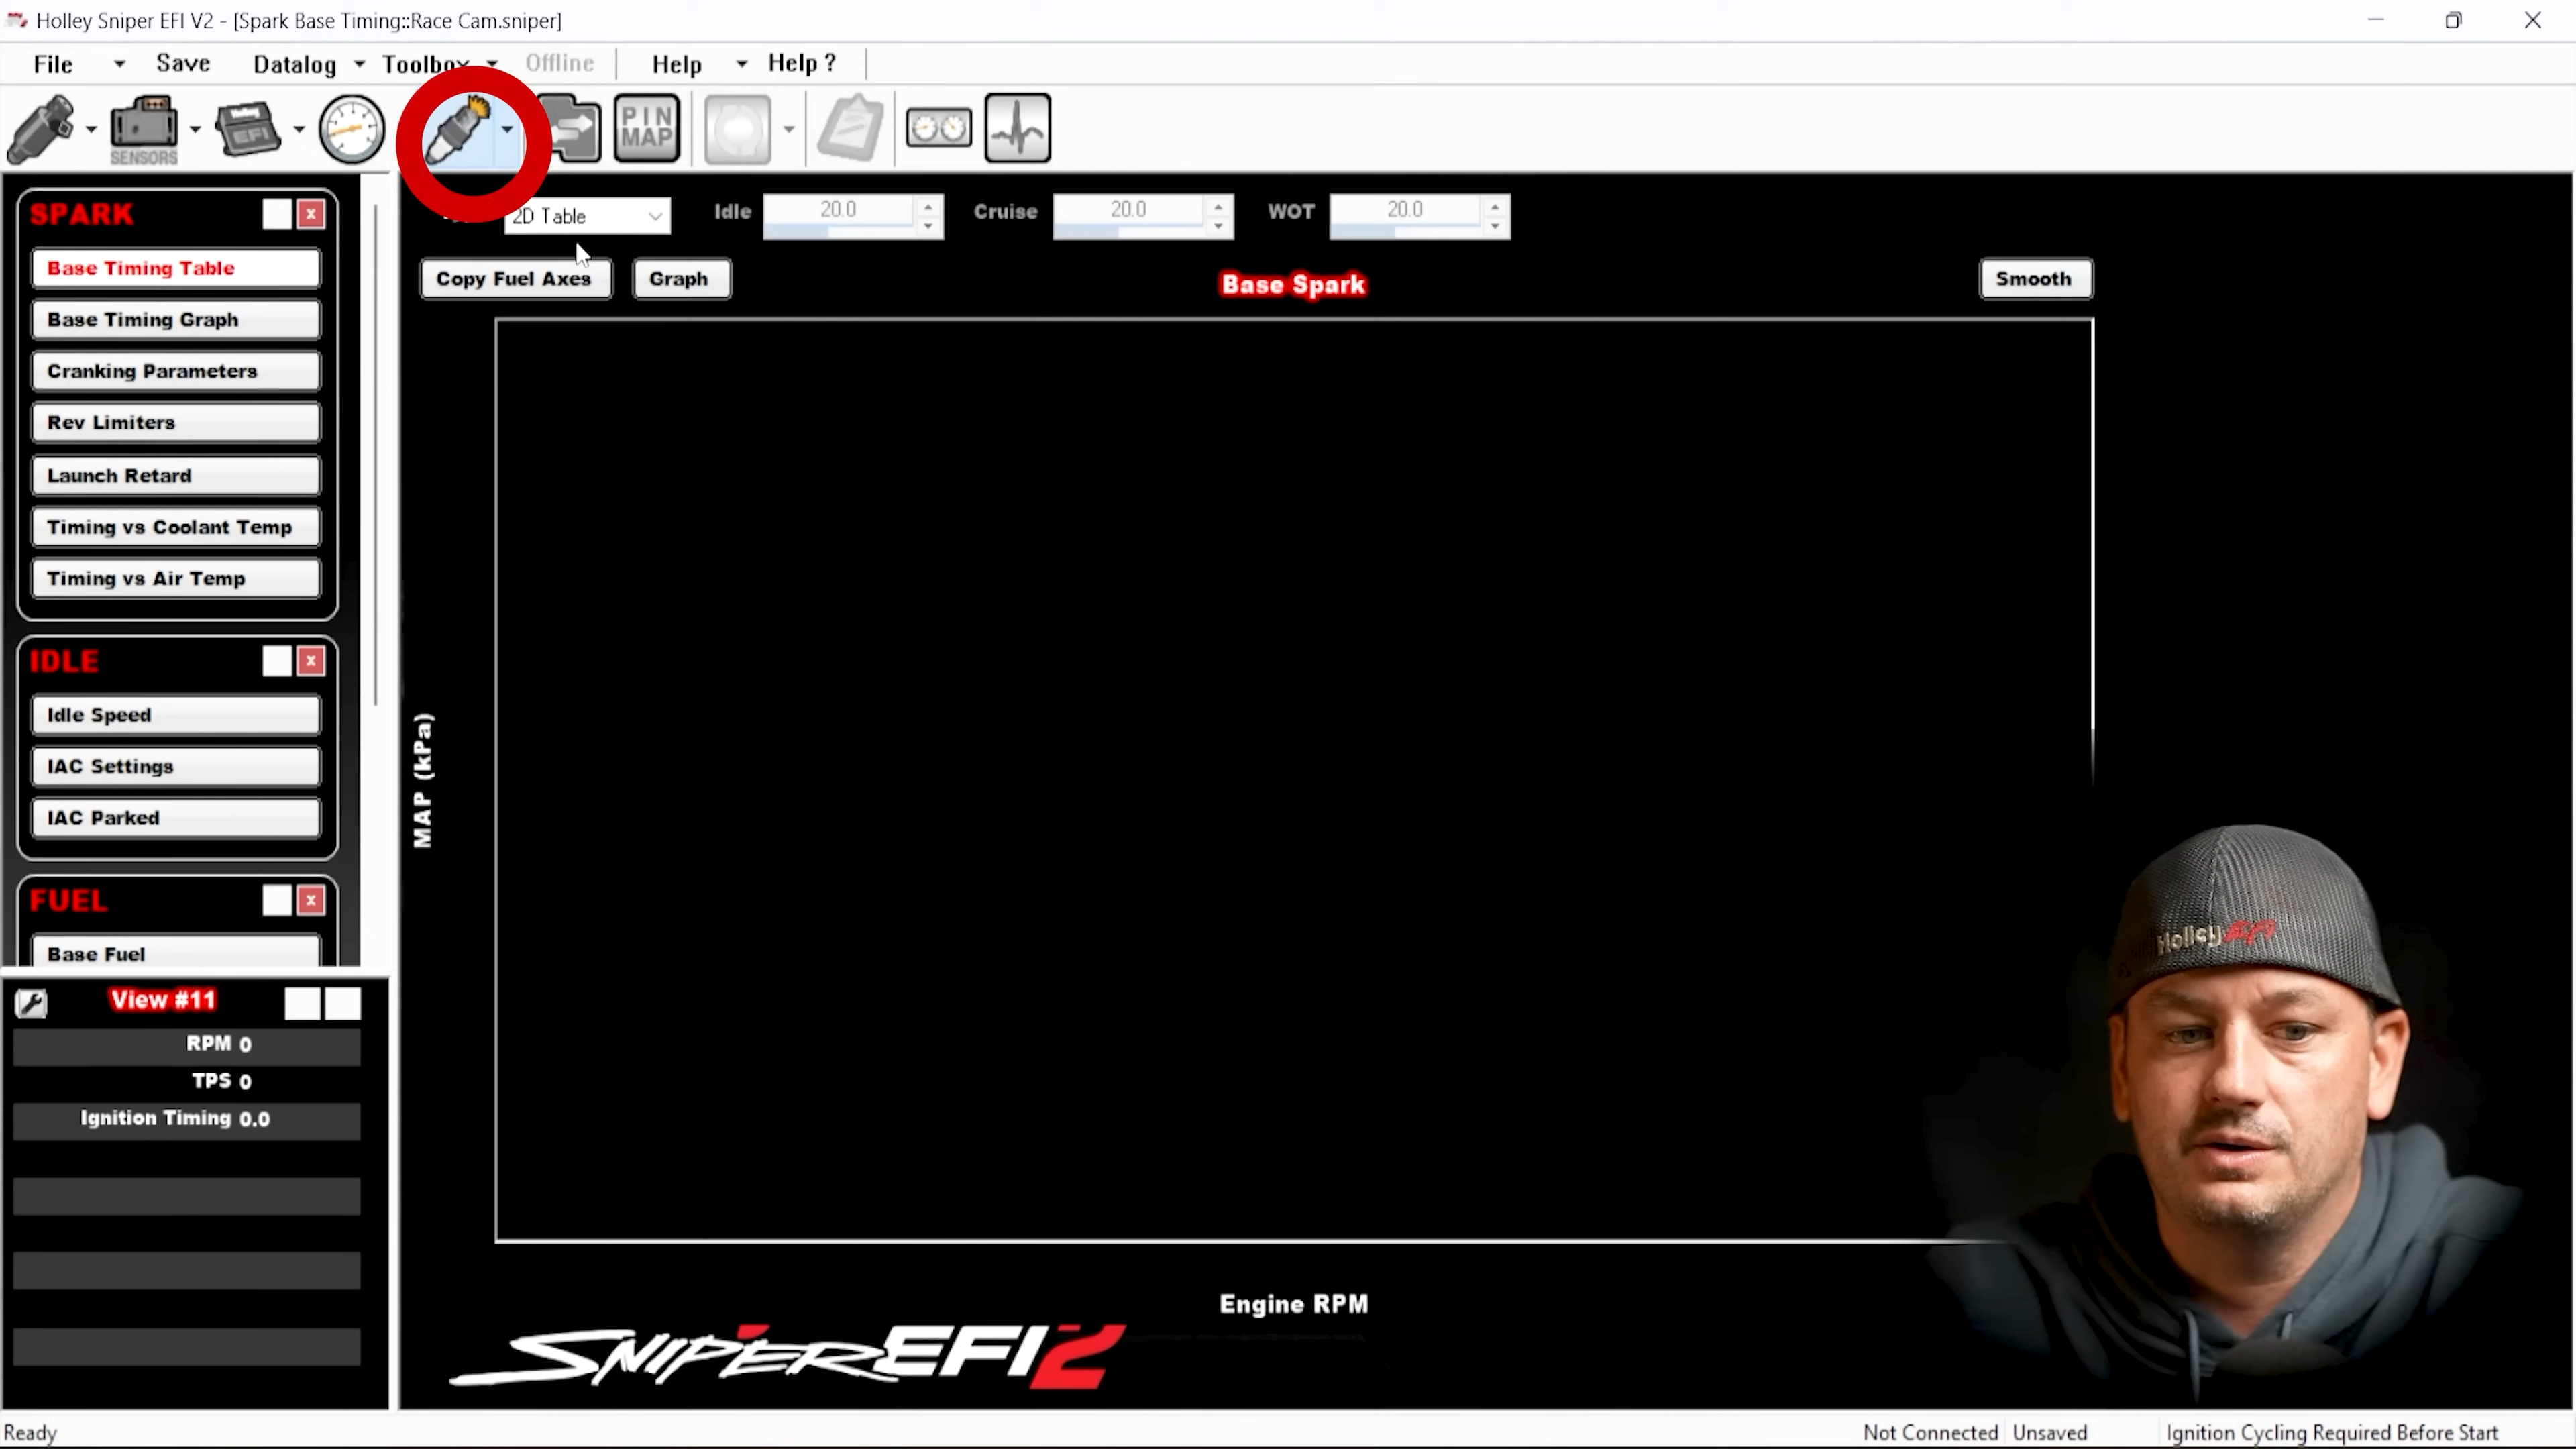 Holley Sniper EFI V2 - [Spark Base Timing::Race Cam.sniper]
File Save Datalog Toolbox Offline Help Help ?
Holley EFI
SENSORS
PIN MAP
SPARK
Base Timing Table
Base Timing Graph
Cranking Parameters
Rev Limiters
Launch Retard
Timing vs Coolant Temp
Timing vs Air Temp
IDLE
Idle Speed
IAC Settings
IAC Parked
FUEL
Base Fuel
View #11
RPM 0
TPS 0
Ignition Timing 0.0
2D Table Idle 20.0 Cruise 20.0 WOT 20.0
Copy Fuel Axes Graph Base Spark Smooth
MAP (kPa)
Engine RPM
SNIPER EFI 2
Holley EFI
Ready Not Connected Unsaved Ignition Cycling Required Before Start